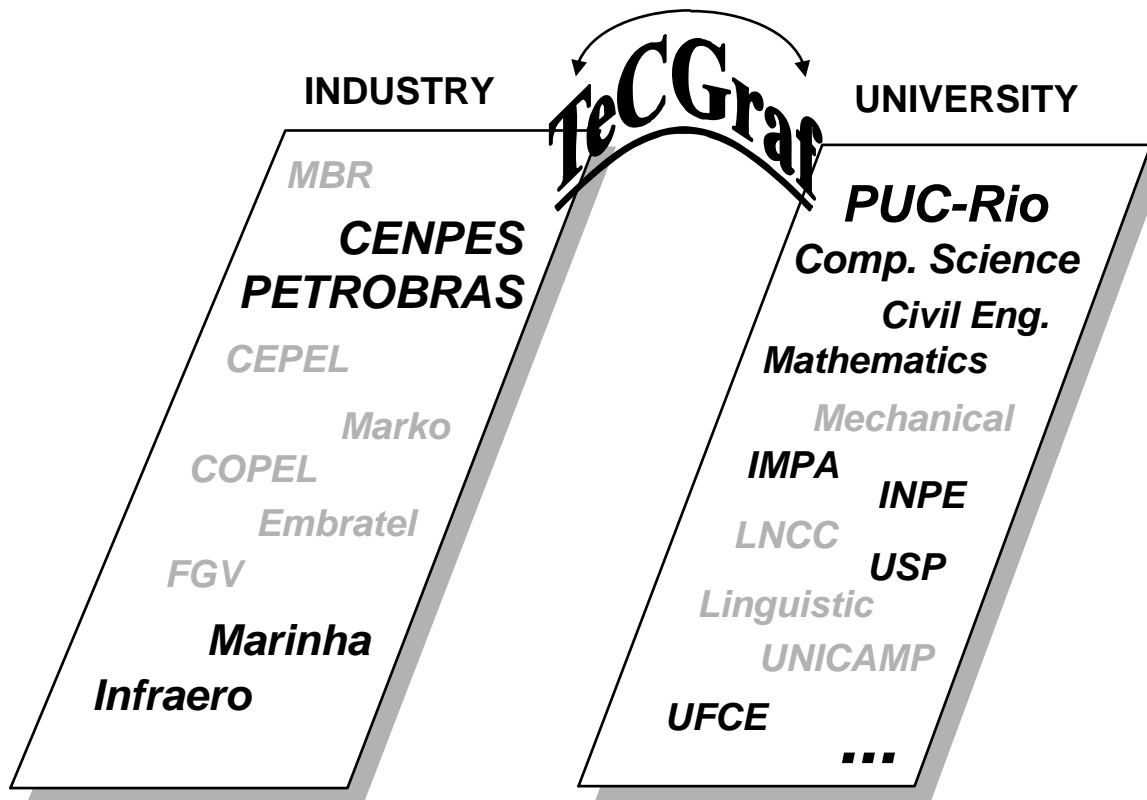 TeCGraf
INDUSTRY
UNIVERSITY
MBR
CENPES
PETROBRAS
CEPEL
Marko
COPEL
Embratel
FGV
Marinha
Infraero
PUC-Rio
Comp. Science
Civil Eng.
Mathematics
Mechanical
IMPA
INPE
LNCC
USP
Linguistic
UNICAMP
UFCE
...